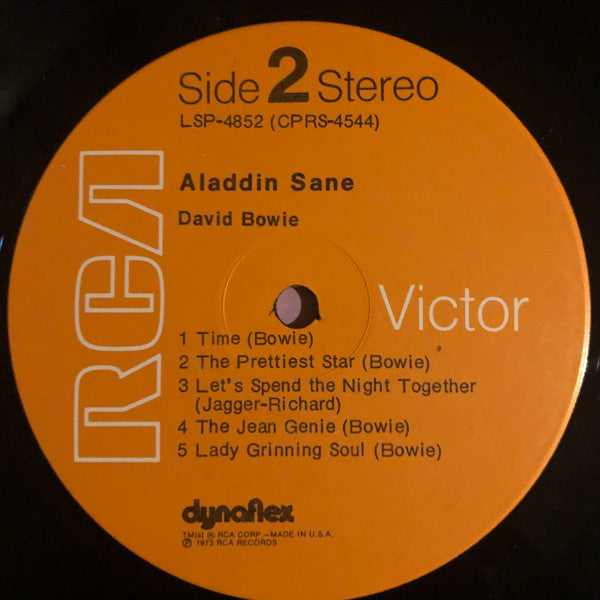 Side 2 Stereo
LSP-4852 (CPRS-4544)
RCA
Aladdin Sane
David Bowie
Victor
1 Time (Bowie)
2 The Prettiest Star (Bowie)
3 Let's Spend the Night Together
(Jagger-Richard)
4 The Jean Genie (Bowie)
5 Lady Grinning Soul (Bowie)
dynaflex
TM(s) ® RCA CORP.—MADE IN U.S.A.
℗ 1973 RCA RECORDS